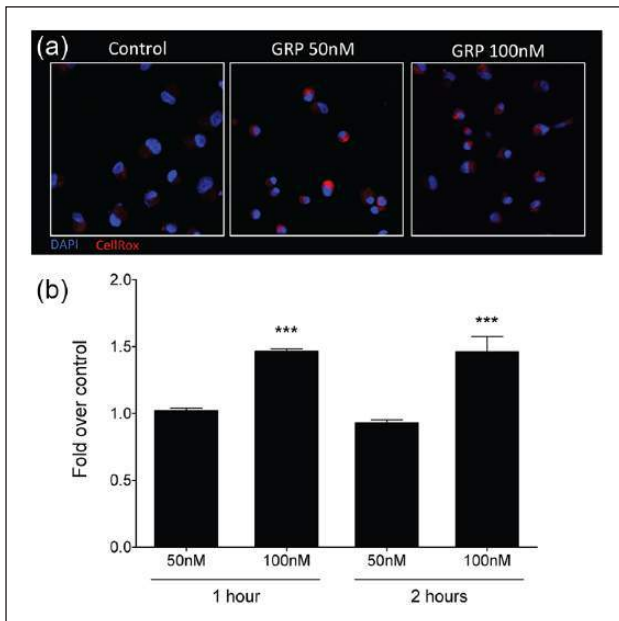 (a) Control GRP 50nM GRP 100nM
DAPI CellRox
(b)
2.0
1.5
1.0
0.5
0.0
Fold over control
*** ***
50nM 100nM 50nM 100nM
1 hour 2 hours